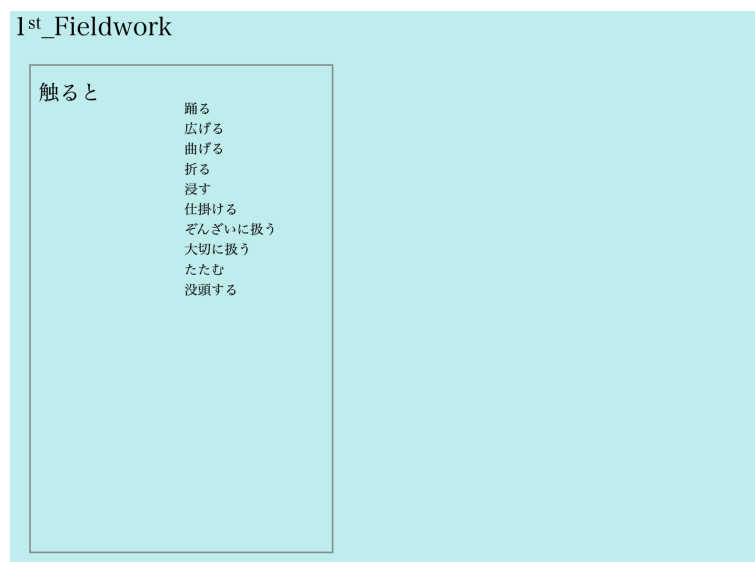 1st_Fieldwork
触ると
踊る
広げる
曲げる
折る
浸す
仕掛ける
ぞんざいに扱う
大切に扱う
たたむ
没頭する